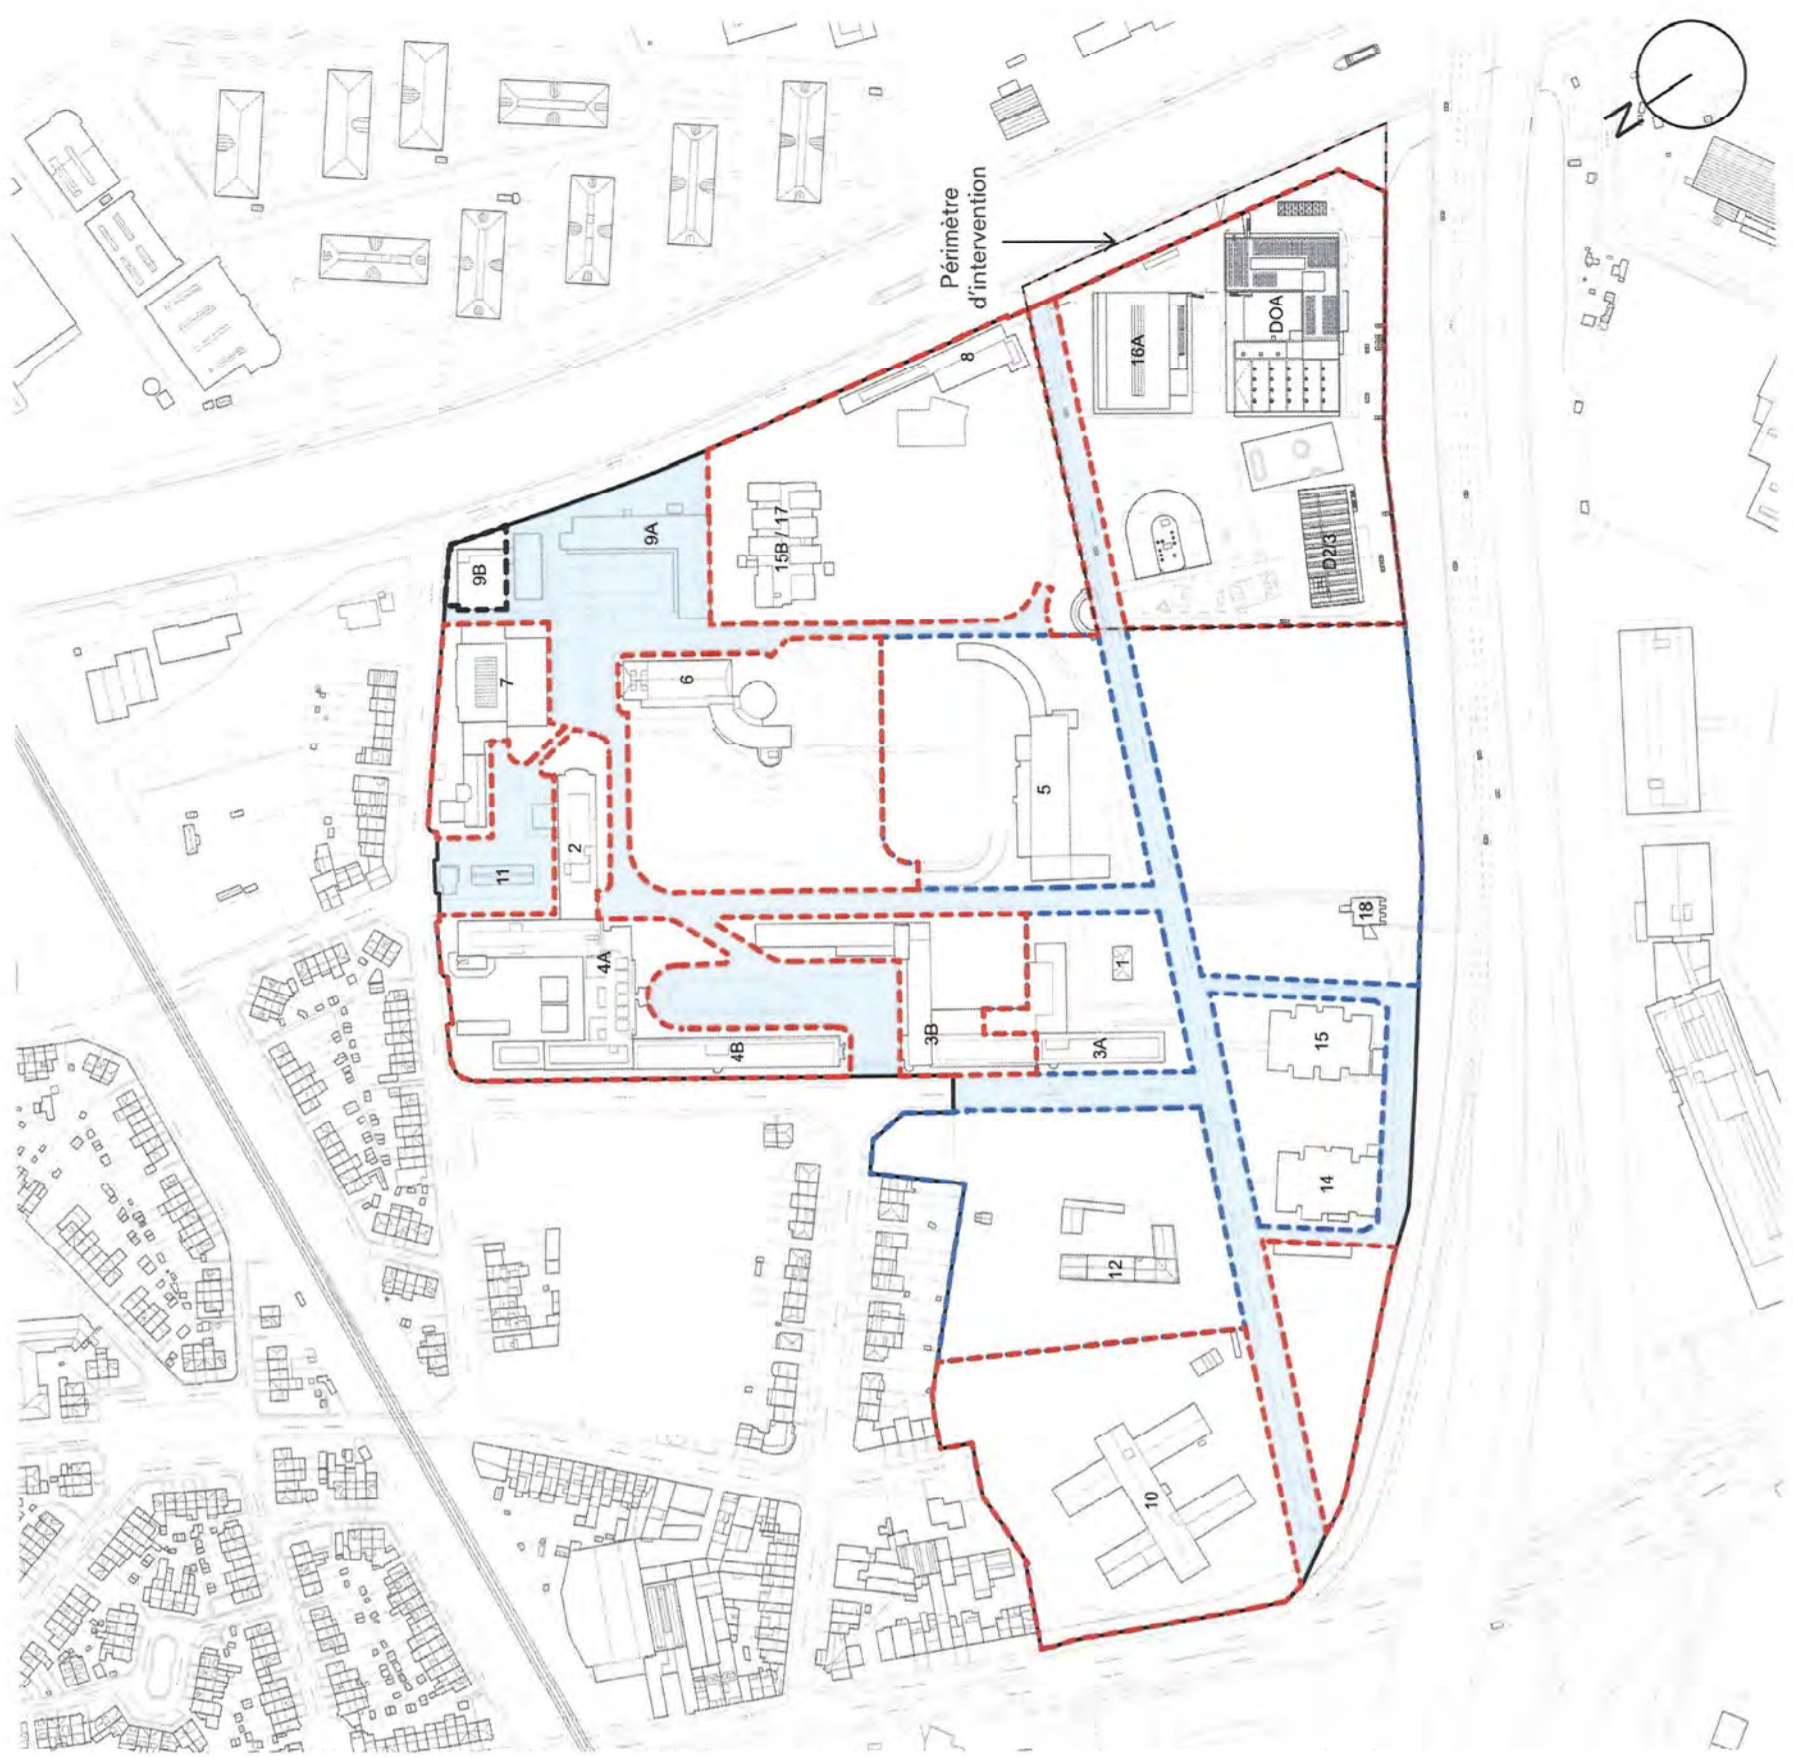 N
Périmètre
d'intervention
16A
DOA
8
9A
15B / 17
9B
D2/3
7
6
5
2
11
18
4A
1
3B
4B
3A
15
14
12
10